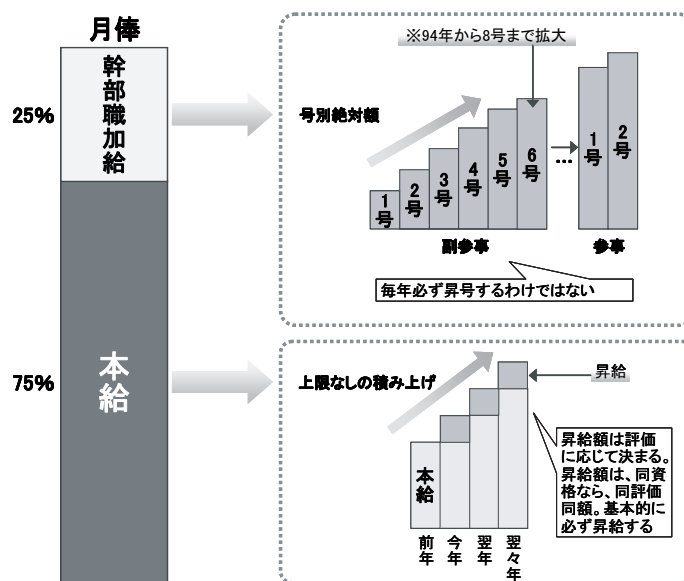 月俸
幹部職加給
25%
本給
75%
※94年から8号まで拡大
号別絶対額
1号
2号
3号
4号
5号
6号
…
1号
2号
副参事
参事
毎年必ず昇号するわけではない
上限なしの積み上げ
昇給
本給
前年
今年
翌年
翌々年
昇給額は評価
に応じて決まる。
昇給額は、同資
格なら、同評価
同額。基本的に
必ず昇給する